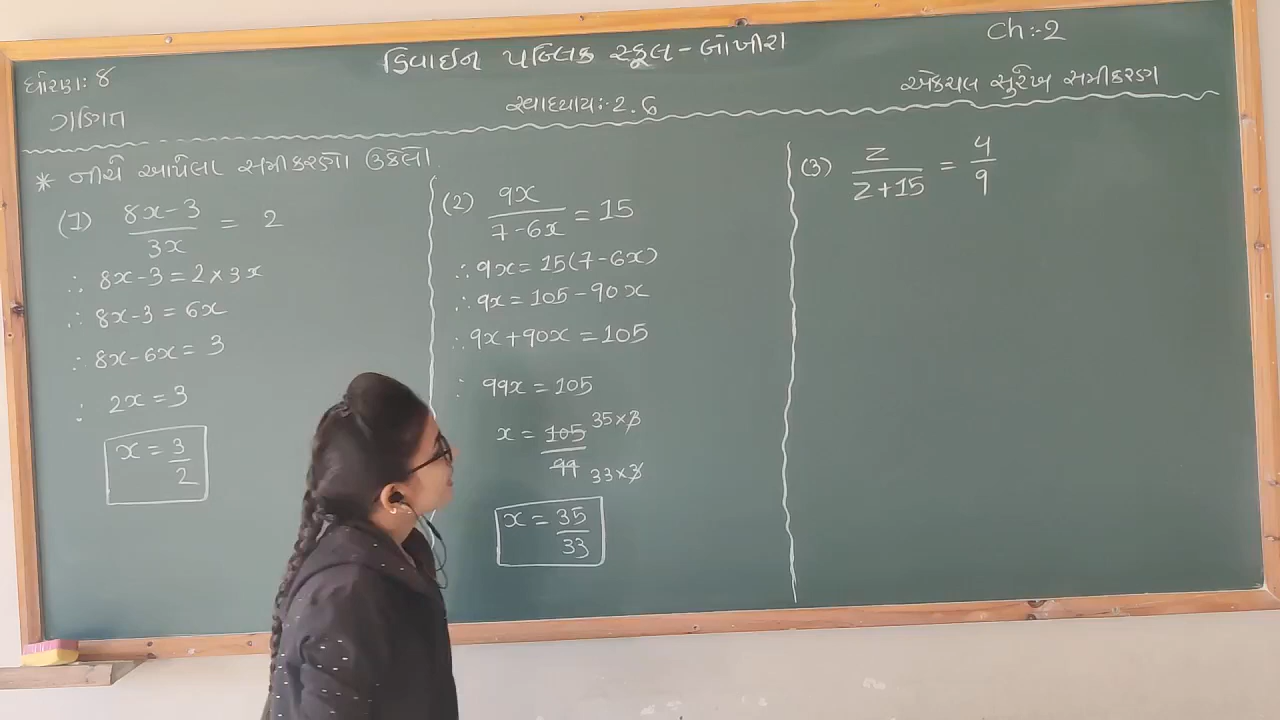 ધોરણ: 8
ગણિત
ડિવાઈન પબ્લિક સ્કૂલ - બોખીરા
સ્વાધ્યાય:- 2.6
Ch:-2
એકચલ સુરેખ સમીકરણ
* નીચે આપેલા સમીકરણો ઉકેલો.
(1) 8x-3/3x = 2
∴ 8x-3 = 2×3x
∴ 8x-3 = 6x
∴ 8x-6x = 3
∴ 2x = 3
x = 3/2
(2) 9x/7-6x = 15
∴ 9x = 15(7-6x)
∴ 9x = 105-90x
∴ 9x+90x = 105
∴ 99x = 105
x = 105/99 35×3/33×3
x = 35/33
(3) z/z+15 = 4/9